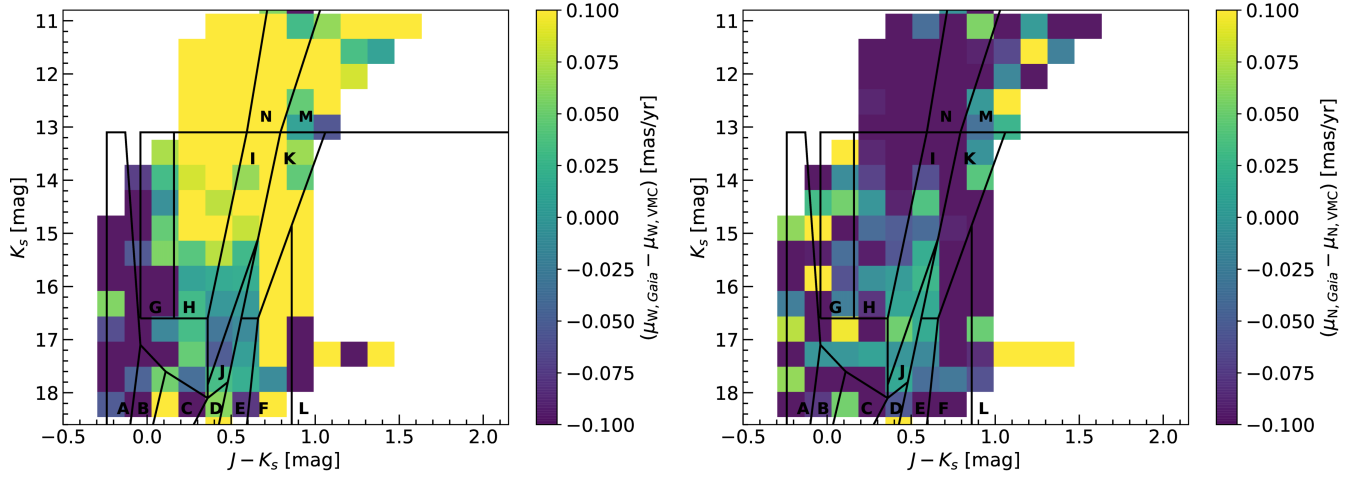 11
12
13
14
15
16
17
18
K_s [mag]
−0.5 0.0 0.5 1.0 1.5 2.0
J − K_s [mag]
N M
I K
G H
J
A B C D E F L
0.100
0.075
0.050
0.025
0.000
−0.025
−0.050
−0.075
−0.100
(μ_W,Gaia − μ_W,VMC) [mas/yr]
11
12
13
14
15
16
17
18
K_s [mag]
−0.5 0.0 0.5 1.0 1.5 2.0
J − K_s [mag]
N M
I K
G H
J
A B C D E F L
0.100
0.075
0.050
0.025
0.000
−0.025
−0.050
−0.075
−0.100
(μ_N,Gaia − μ_N,VMC) [mas/yr]